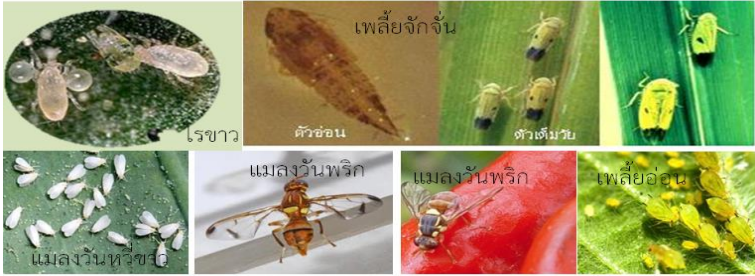 เพลี้ยจักจั่น
ไรขาว
ตัวอ่อน
ตัวเต็มวัย
แมลงวันพริก
แมลงวันพริก
เพลี้ยอ่อน
แมลงวันหวี่ขาว